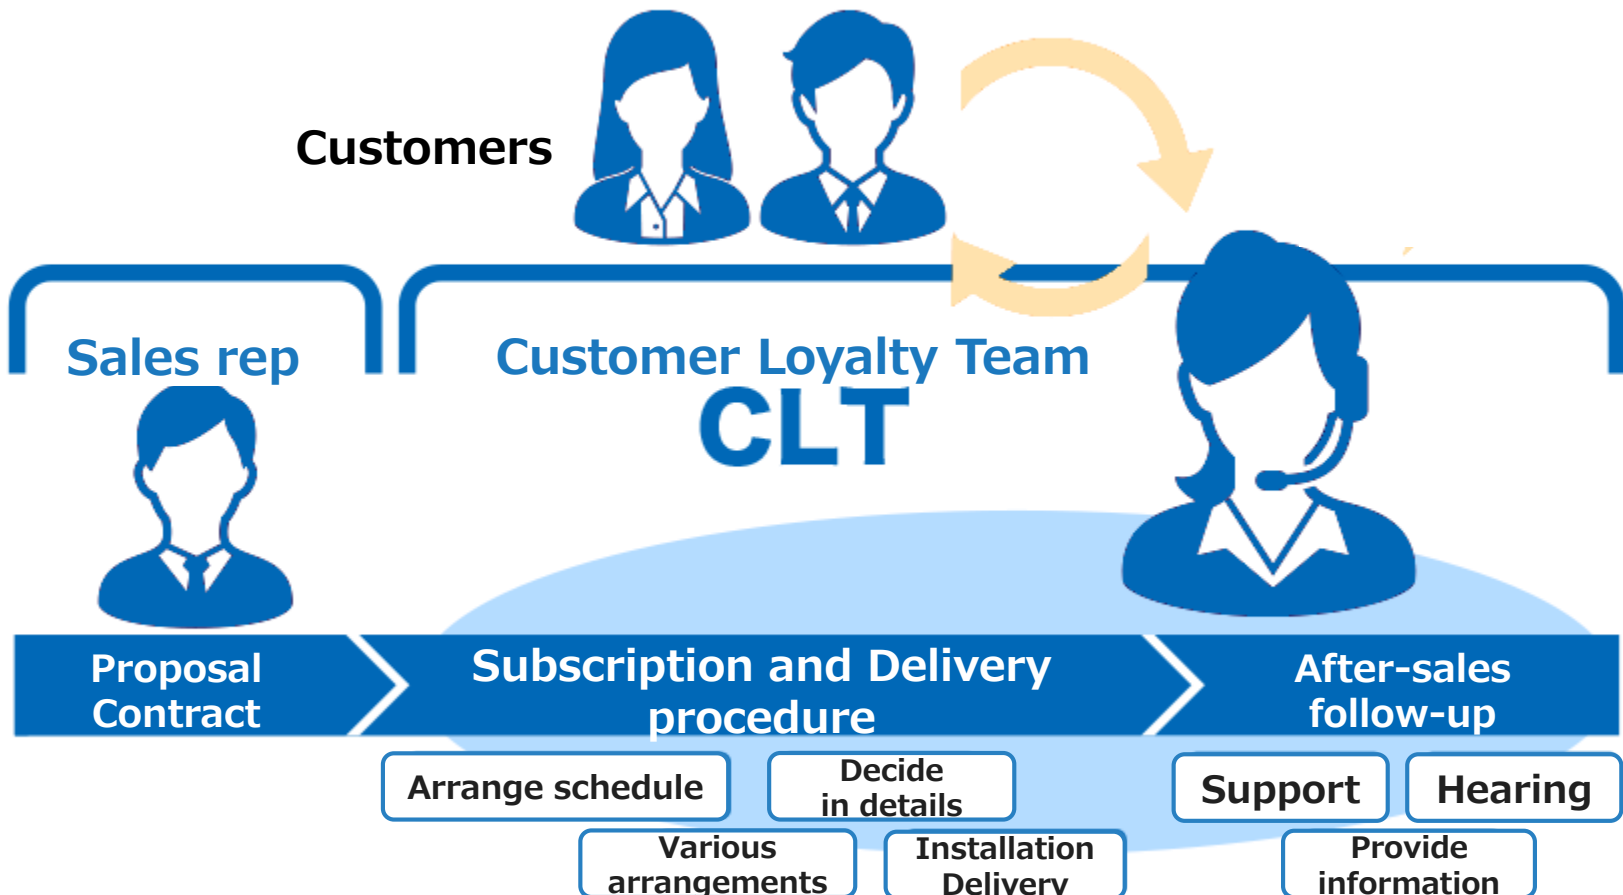 Customers
Sales rep
Customer Loyalty Team
CLT
Proposal
Contract
Subscription and Delivery
procedure
After-sales
follow-up
Arrange schedule
Decide
in details
Support
Hearing
Various
arrangements
Installation
Delivery
Provide
information